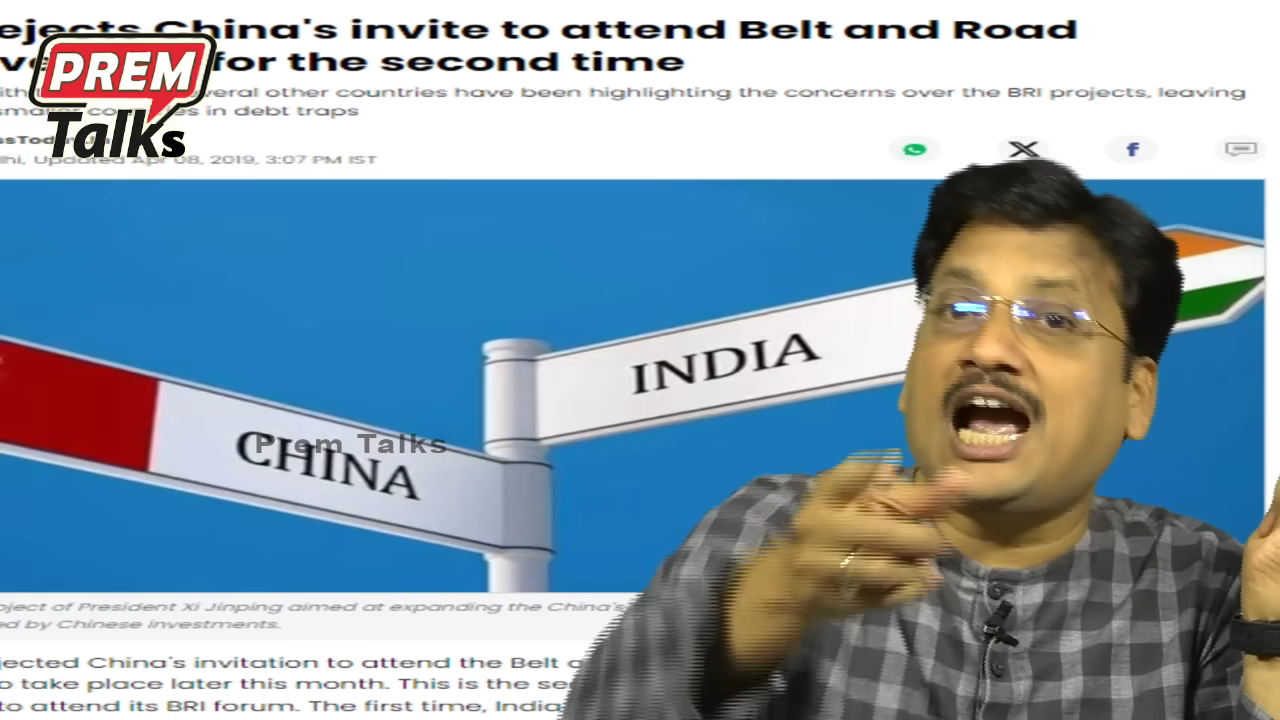 ejects China's invite to attend Belt and Road
for the second time
several other countries have been highlighting the concerns over the BRI projects, leaving
in debt traps
Updated Apr 08, 2019, 3:07 PM IST
PREM
Talks
INDIA
CHINA
Prem Talks
oject of President Xi Jinping aimed at expanding the China's
ed by Chinese investments.
jected China's invitation to attend the Belt
o take place later this month. This is the se
to attend its BRI forum. The first time, India